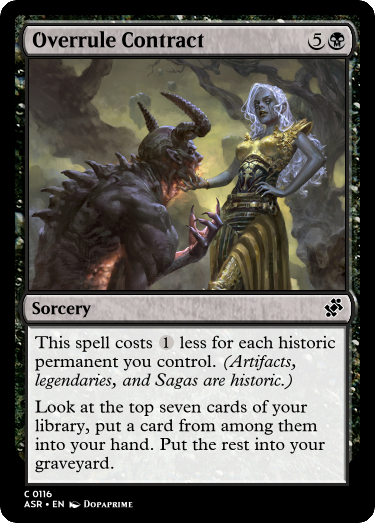 Overrule Contract 5
Sorcery
This spell costs 1 less for each historic
permanent you control. (Artifacts,
legendaries, and Sagas are historic.)
Look at the top seven cards of your
library, put a card from among them
into your hand. Put the rest into your
graveyard.
C 0116
ASR • EN DOPAPRIME